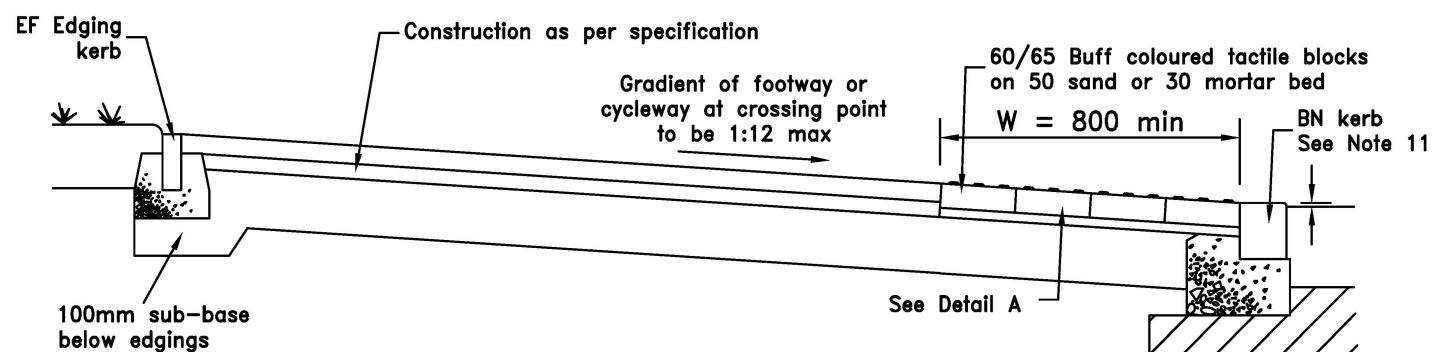 EF Edging
kerb
Construction as per specification
Gradient of footway or
cycleway at crossing point
to be 1:12 max
60/65 Buff coloured tactile blocks
on 50 sand or 30 mortar bed
W = 800 min
BN kerb
See Note 11
See Detail A
100mm sub-base
below edgings